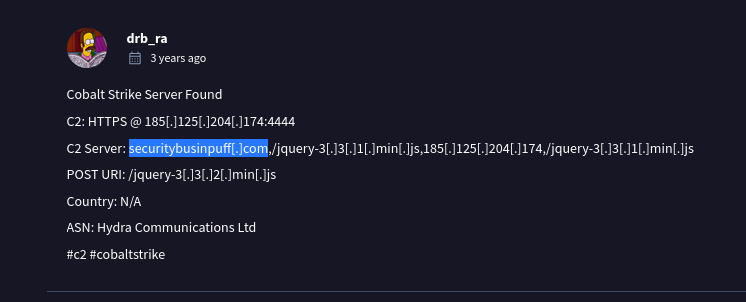 drb_ra
3 years ago
Cobalt Strike Server Found
C2: HTTPS @ 185[.]125[.]204[.]174:4444
C2 Server: securitybusinpuff[.]com,/jquery-3[.]3[.]1[.]min[.]js,185[.]125[.]204[.]174,/jquery-3[.]3[.]1[.]min[.]js
POST URI: /jquery-3[.]3[.]2[.]min[.]js
Country: N/A
ASN: Hydra Communications Ltd
#c2 #cobaltstrike